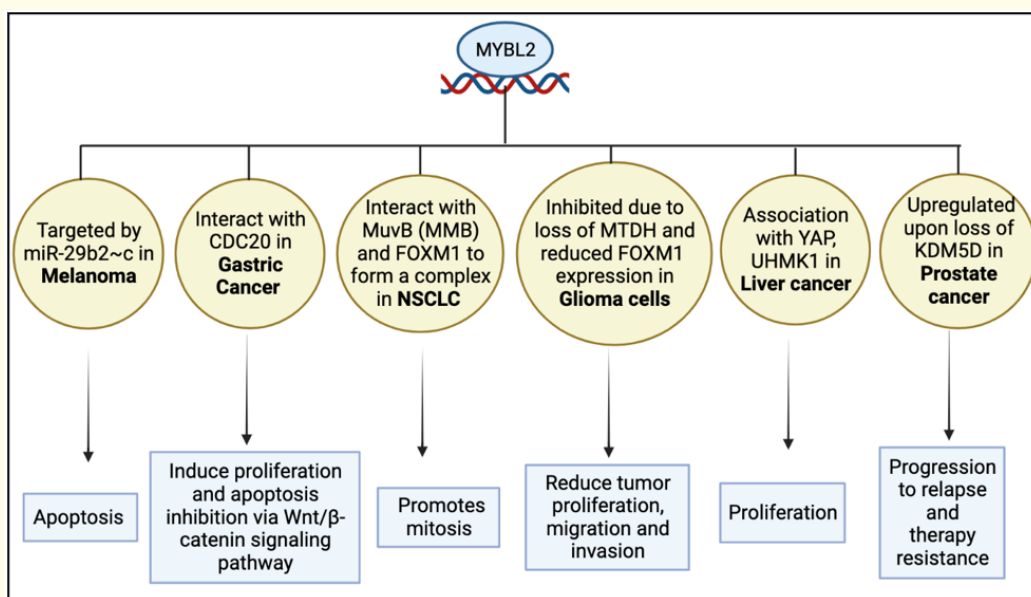 MYBL2
Targeted by
miR-29b2~c in
Melanoma
Interact with
CDC20 in
Gastric
Cancer
Interact with
MuvB (MMB)
and FOXM1 to
form a complex
in NSCLC
Inhibited due to
loss of MTDH and
reduced FOXM1
expression in
Glioma cells
Association
with YAP,
UHMK1 in
Liver cancer
Upregulated
upon loss of
KDM5D in
Prostate
cancer
Apoptosis
Induce proliferation
and apoptosis
inhibition via Wnt/β-
catenin signaling
pathway
Promotes
mitosis
Reduce tumor
proliferation,
migration and
invasion
Proliferation
Progression
to relapse
and
therapy
resistance